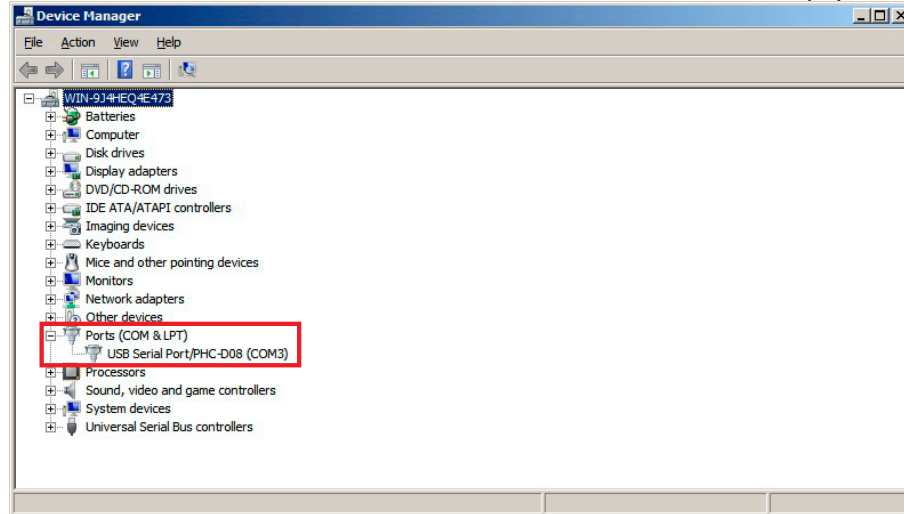 Device Manager
File Action View Help
WIN-9J4HEQ4E473
Batteries
Computer
Disk drives
Display adapters
DVD/CD-ROM drives
IDE ATA/ATAPI controllers
Imaging devices
Keyboards
Mice and other pointing devices
Monitors
Network adapters
Other devices
Ports (COM & LPT)
USB Serial Port/PHC-D08 (COM3)
Processors
Sound, video and game controllers
System devices
Universal Serial Bus controllers